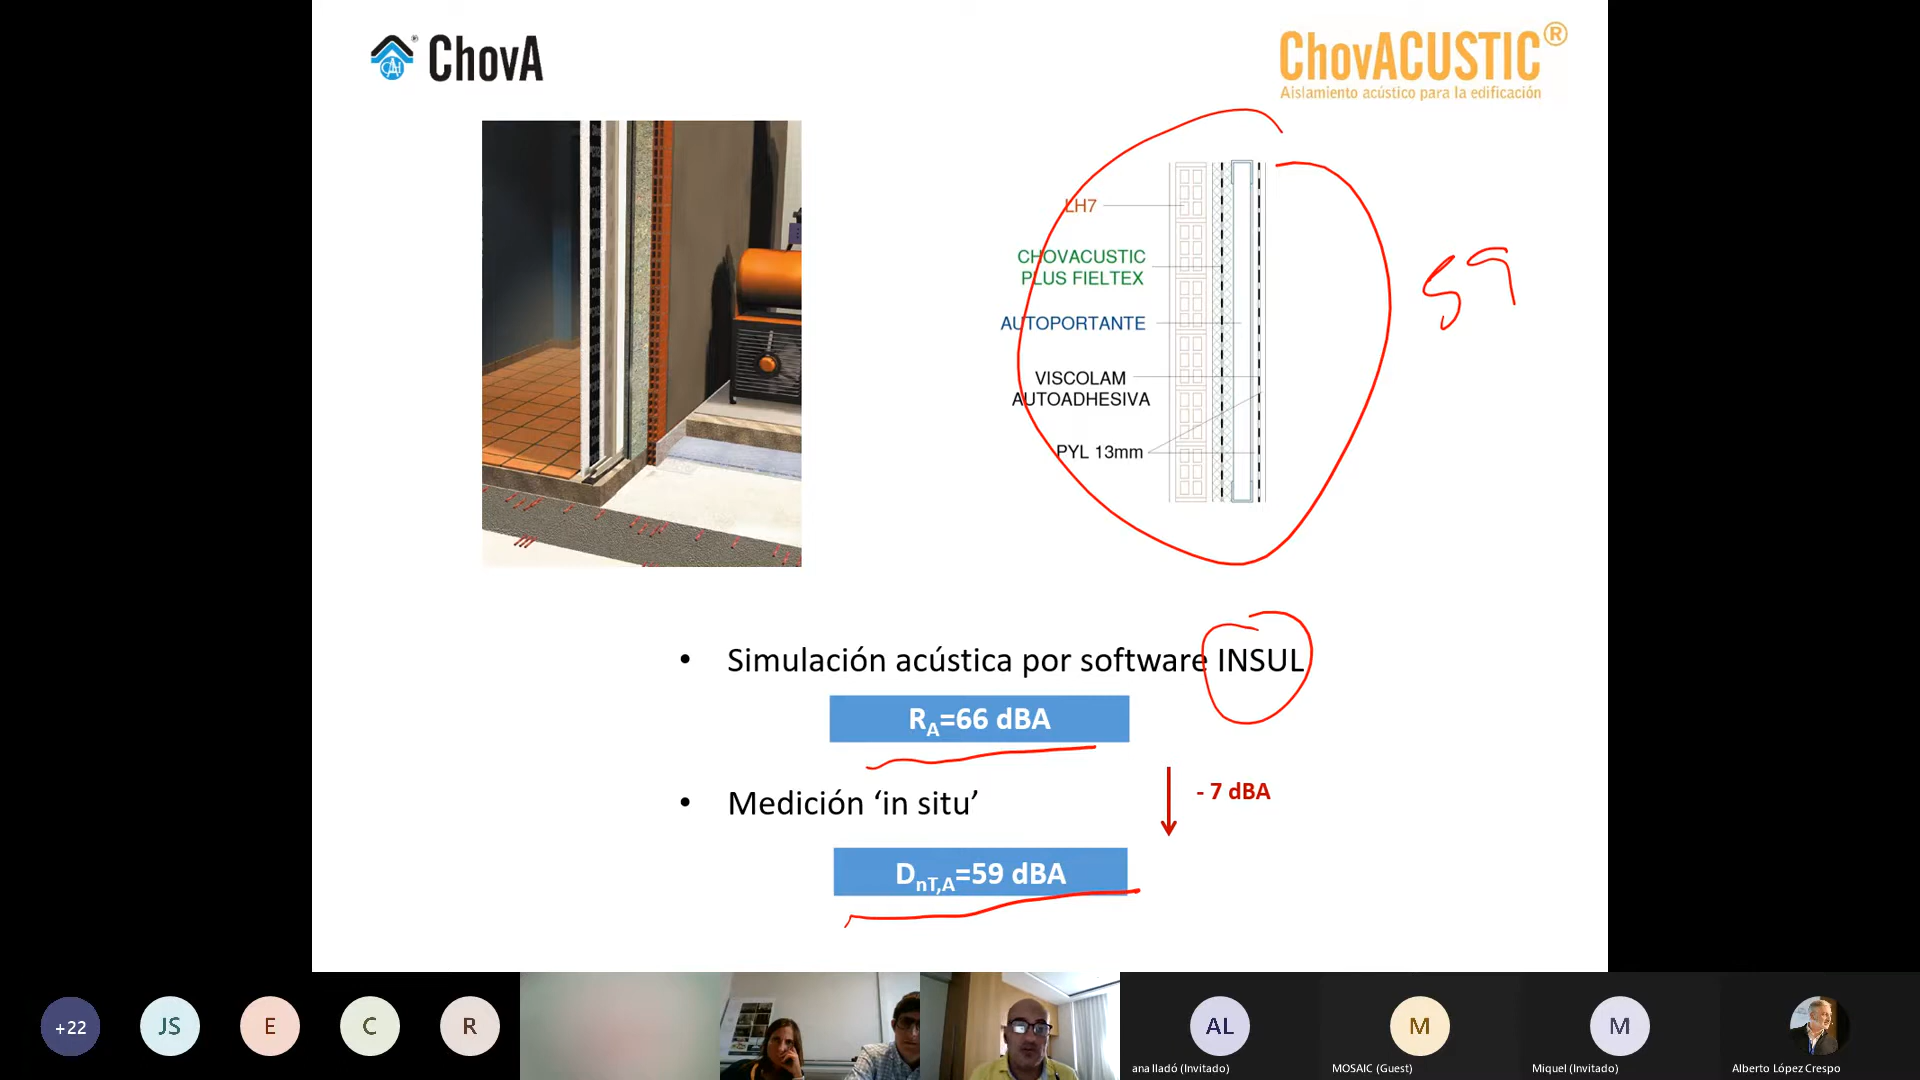 ChovA
ChovACUSTIC®
Aislamiento acústico para la edificación
LH7
CHOVACUSTIC
PLUS FIELTEX
AUTOPORTANTE
VISCOLAM
AUTOADHESIVA
PYL 13mm
59
• Simulación acústica por software INSUL
RA=66 dBA
- 7 dBA
• Medición ‘in situ’
DnT,A=59 dBA
+22
JS
E
C
R
AL
M
M
ana lladó (Invitado)
MOSAIC (Guest)
Miquel (Invitado)
Alberto López Crespo